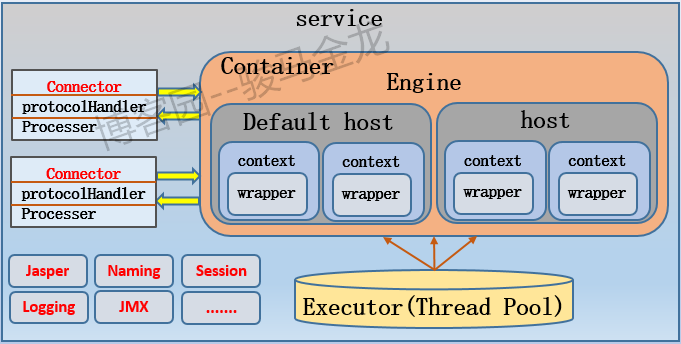 service
Container
Engine
Connector
protocolHandler
Processer
Default host
host
context
context
context
context
wrapper
wrapper
wrapper
wrapper
Connector
protocolHandler
Processer
Jasper
Naming
Session
Logging
JMX
.......
Executor(Thread Pool)
博客园--骏马金龙